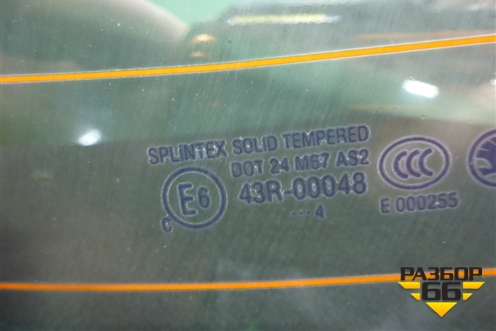 SPLINTEX SOLID TEMPERED
DOT 24 M67 AS2
E6 43R-00048
CCC
C
···4
E 000255
РАЗБОР
66